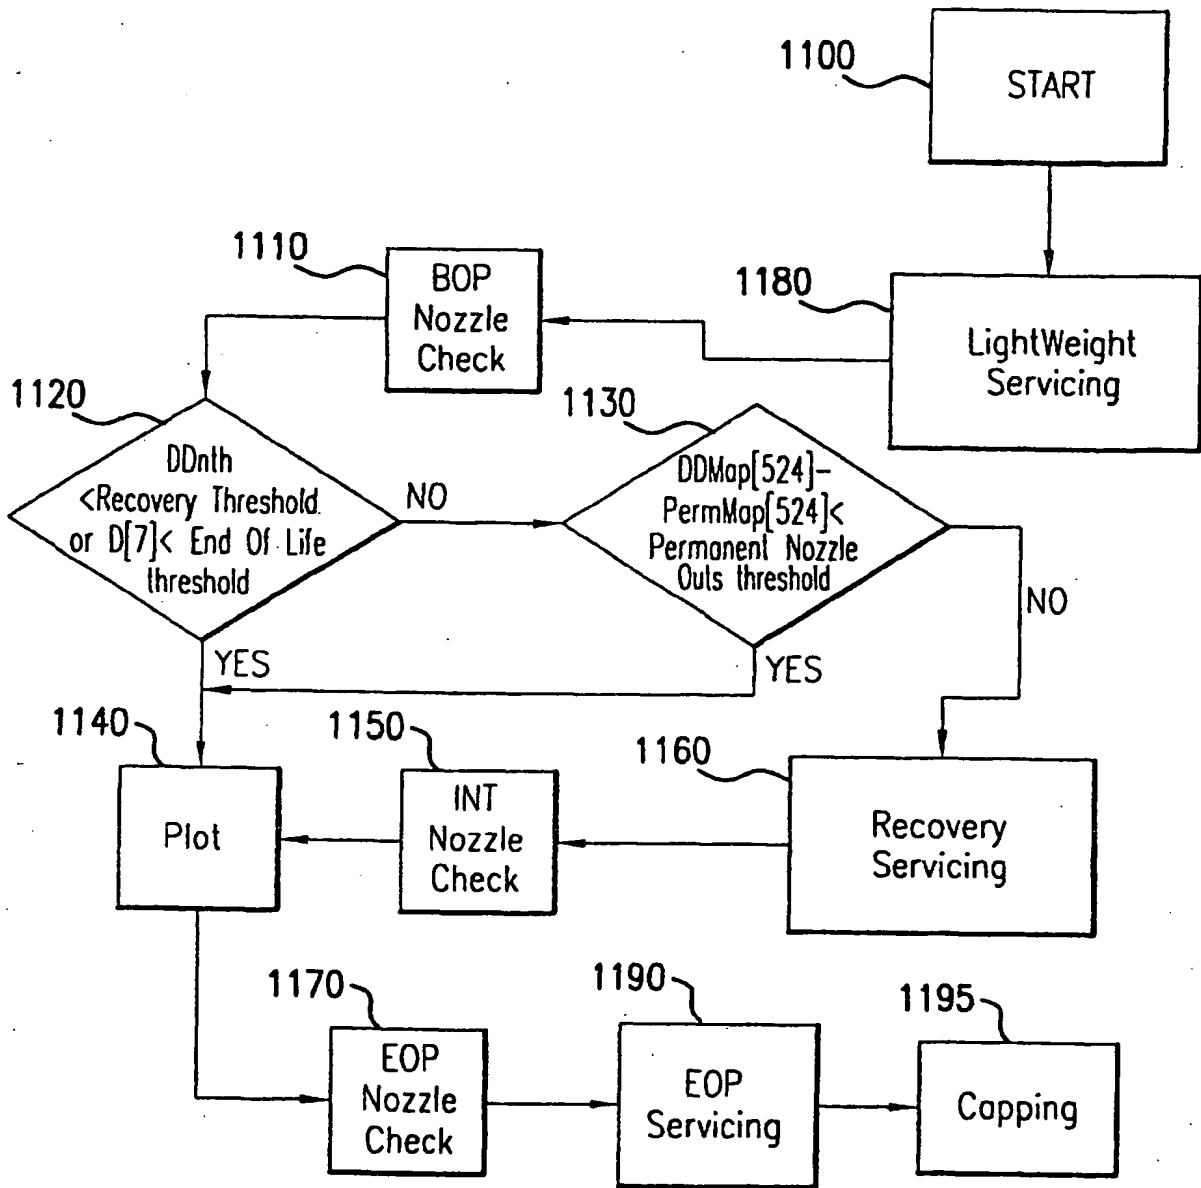 1100
START
1110
BOP
Nozzle
Check
1180
LightWeight
Servicing
1120
DDnth
<Recovery Threshold
or D[7]< End Of Life
threshold
NO
YES
1130
DDMap[524]-
PermMap[524]<
Permanent Nozzle
Outs threshold
NO
YES
1140
Plot
1150
INT
Nozzle
Check
1160
Recovery
Servicing
1170
EOP
Nozzle
Check
1190
EOP
Servicing
1195
Capping